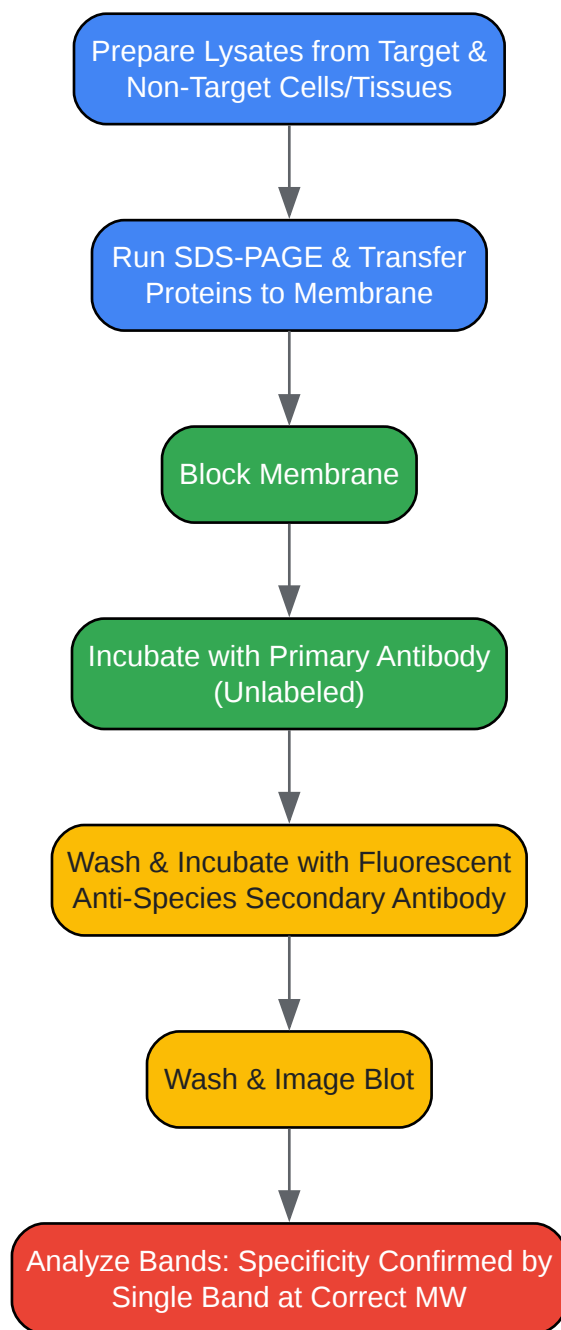 Prepare Lysates from Target &
Non-Target Cells/Tissues
Run SDS-PAGE & Transfer
Proteins to Membrane
Block Membrane
Incubate with Primary Antibody
(Unlabeled)
Wash & Incubate with Fluorescent
Anti-Species Secondary Antibody
Wash & Image Blot
Analyze Bands: Specificity Confirmed by
Single Band at Correct MW